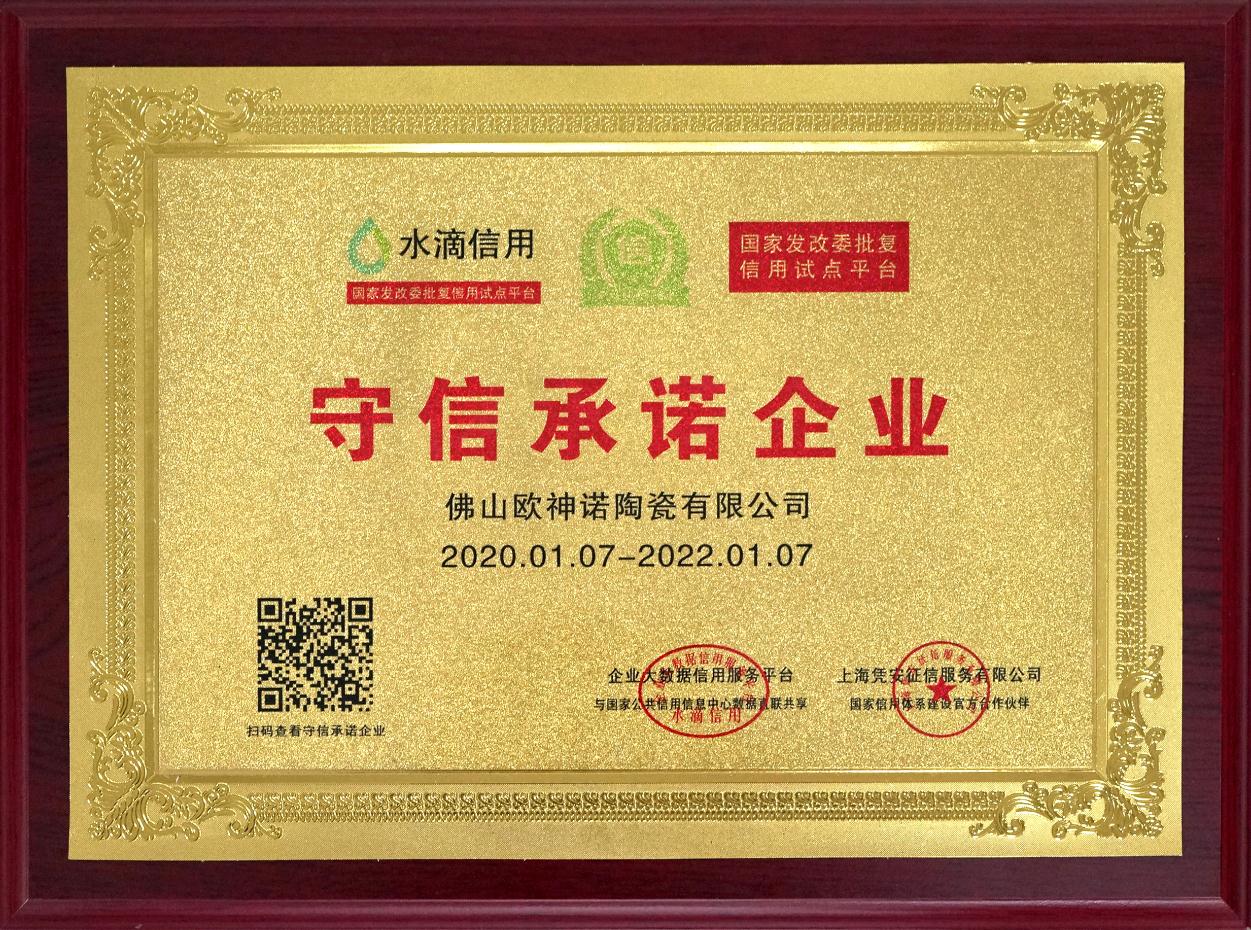 水滴信用
国家发改委批复信用试点平台
国家发改委批复
信用试点平台
守信承诺企业
佛山欧神诺陶瓷有限公司
2020.01.07-2022.01.07
扫码查看守信承诺企业
企业大数据信用服务平台
与国家公共信用信息中心数据直联共享
水滴信用
上海凭安征信服务有限公司
国家信用体系建设官方合作伙伴